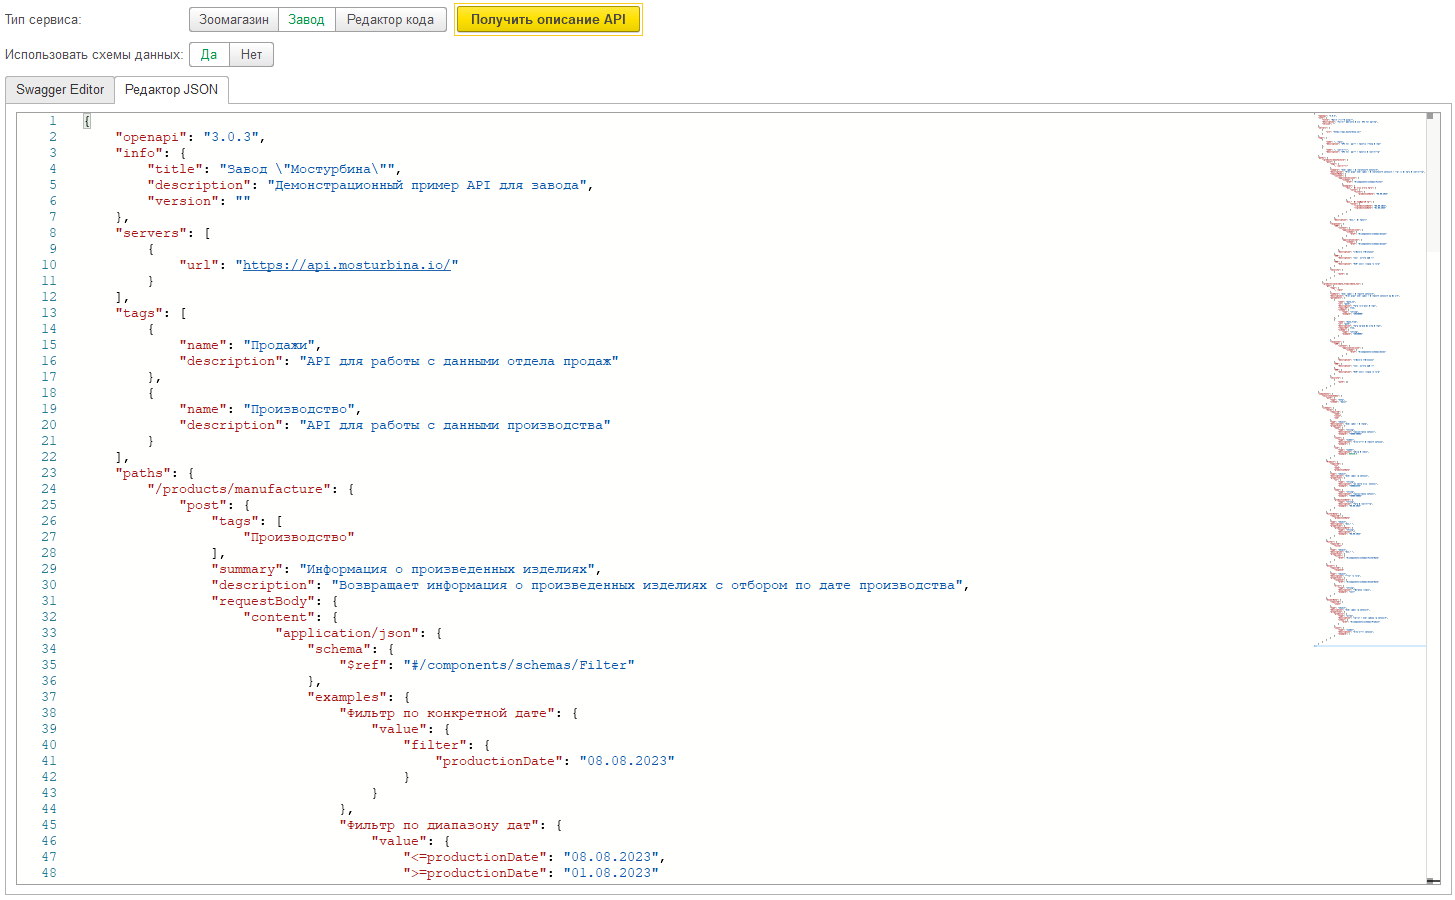 Тип сервиса: Зоомагазин Завод Редактор кода Получить описание API
Использовать схемы данных: Да Нет
Swagger Editor Редактор JSON
1 {
2 "openapi": "3.0.3",
3 "info": {
4 "title": "Завод \"Мостурбина\"",
5 "description": "Демонстрационный пример API для завода",
6 "version": ""
7 },
8 "servers": [
9 {
10 "url": "https://api.mosturbina.io/"
11 }
12 ],
13 "tags": [
14 {
15 "name": "Продажи",
16 "description": "API для работы с данными отдела продаж"
17 },
18 {
19 "name": "Производство",
20 "description": "API для работы с данными производства"
21 }
22 ],
23 "paths": {
24 "/products/manufacture": {
25 "post": {
26 "tags": [
27 "Производство"
28 ],
29 "summary": "Информация о произведенных изделиях",
30 "description": "Возвращает информация о произведенных изделиях с отбором по дате производства",
31 "requestBody": {
32 "content": {
33 "application/json": {
34 "schema": {
35 "$ref": "#/components/schemas/Filter"
36 },
37 "examples": {
38 "Фильтр по конкретной дате": {
39 "value": {
40 "filter": {
41 "productionDate": "08.08.2023"
42 }
43 }
44 },
45 "Фильтр по диапазону дат": {
46 "value": {
47 "<=productionDate": "08.08.2023",
48 ">=productionDate": "01.08.2023"